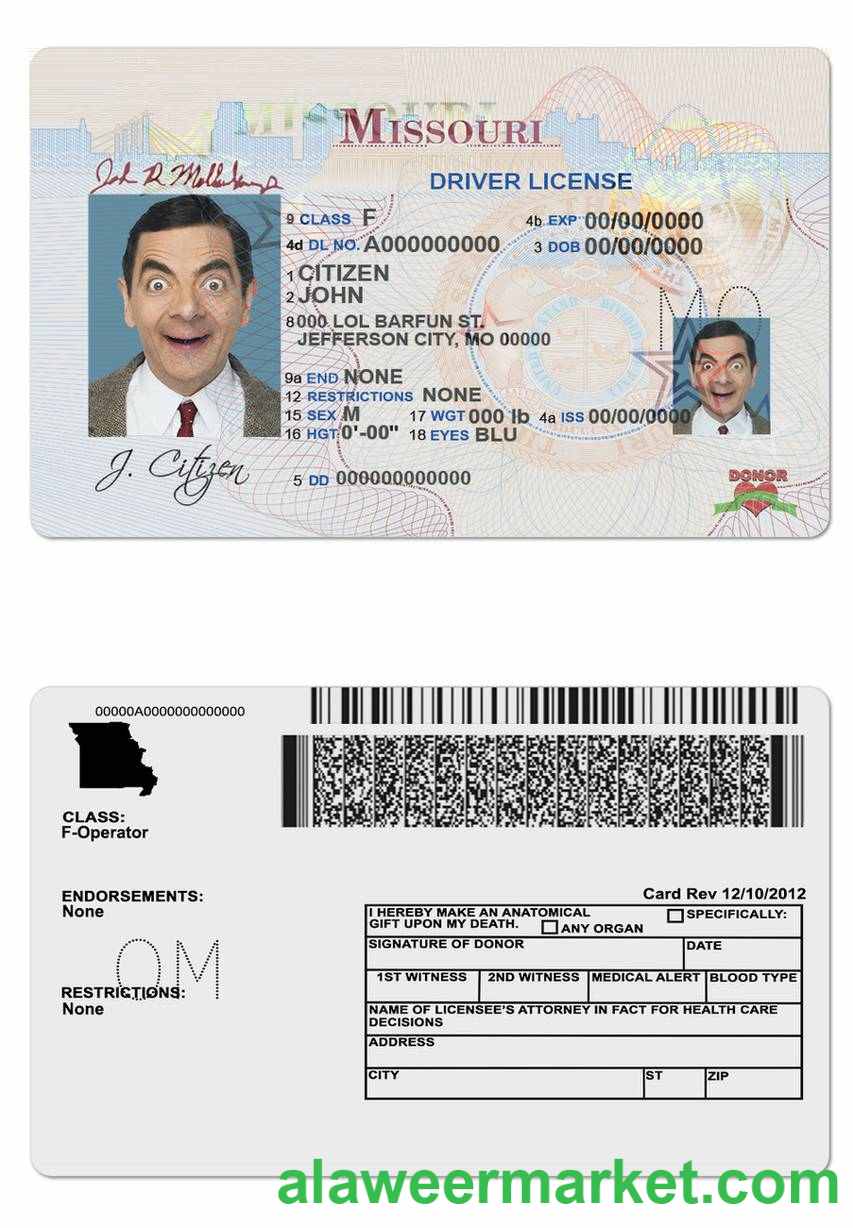 MISSOURI
DRIVER LICENSE
9 CLASS F
4b EXP 00/00/0000
4d DL NO. A000000000
3 DOB 00/00/0000
1 CITIZEN
2 JOHN
8 000 LOL BARFUN ST.
JEFFERSON CITY, MO 00000
MO
9a END NONE
12 RESTRICTIONS NONE
15 SEX M 17 WGT 000 lb 4a ISS 00/00/0000
16 HGT 0'-00" 18 EYES BLU
J. Citizen
5 DD 000000000000
DONOR
00000A0000000000000
CLASS:
F-Operator
Card Rev 12/10/2012
ENDORSEMENTS:
None
OM
RESTRICTIONS:
None
I HEREBY MAKE AN ANATOMICAL
GIFT UPON MY DEATH. ANY ORGAN SPECIFICALLY:
SIGNATURE OF DONOR DATE
1ST WITNESS 2ND WITNESS MEDICAL ALERT BLOOD TYPE
NAME OF LICENSEE'S ATTORNEY IN FACT FOR HEALTH CARE
DECISIONS
ADDRESS
CITY ST ZIP
alaweermarket.com